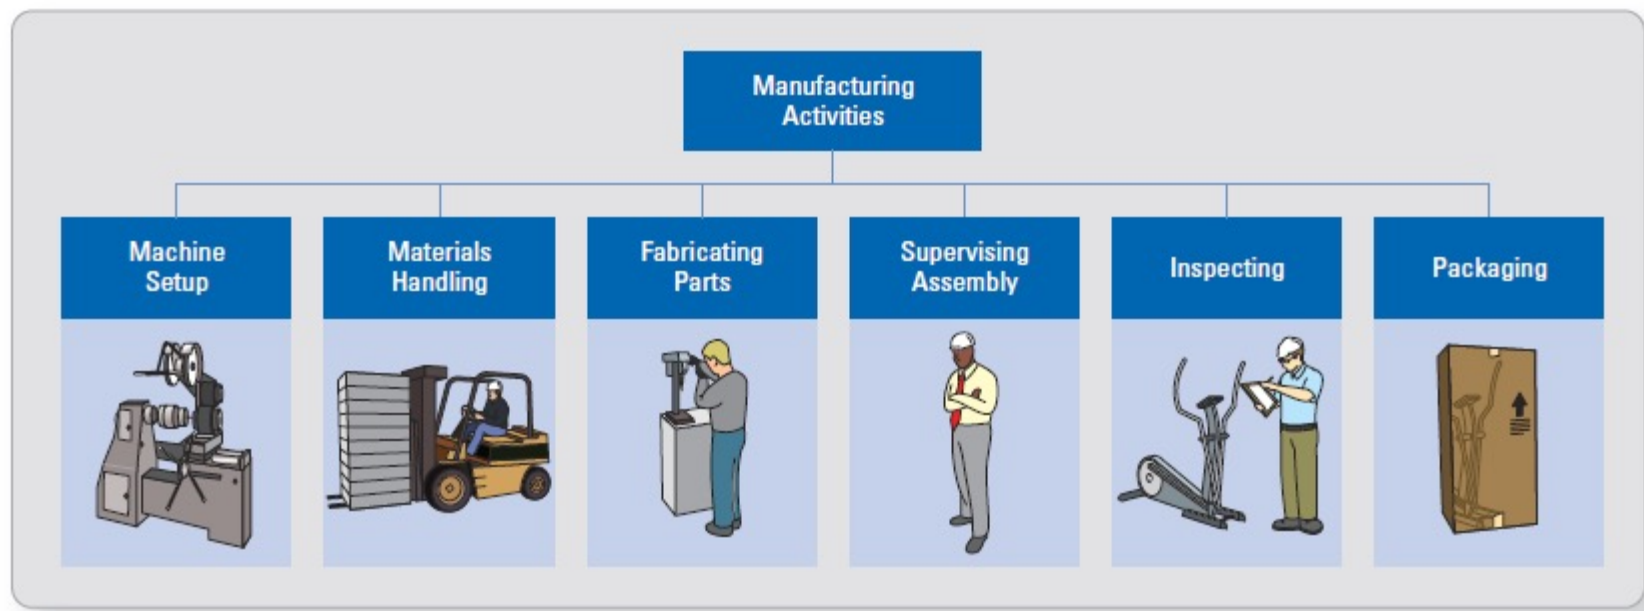 Manufacturing
Activities
Machine
Setup
Materials
Handling
Fabricating
Parts
Supervising
Assembly
Inspecting
Packaging